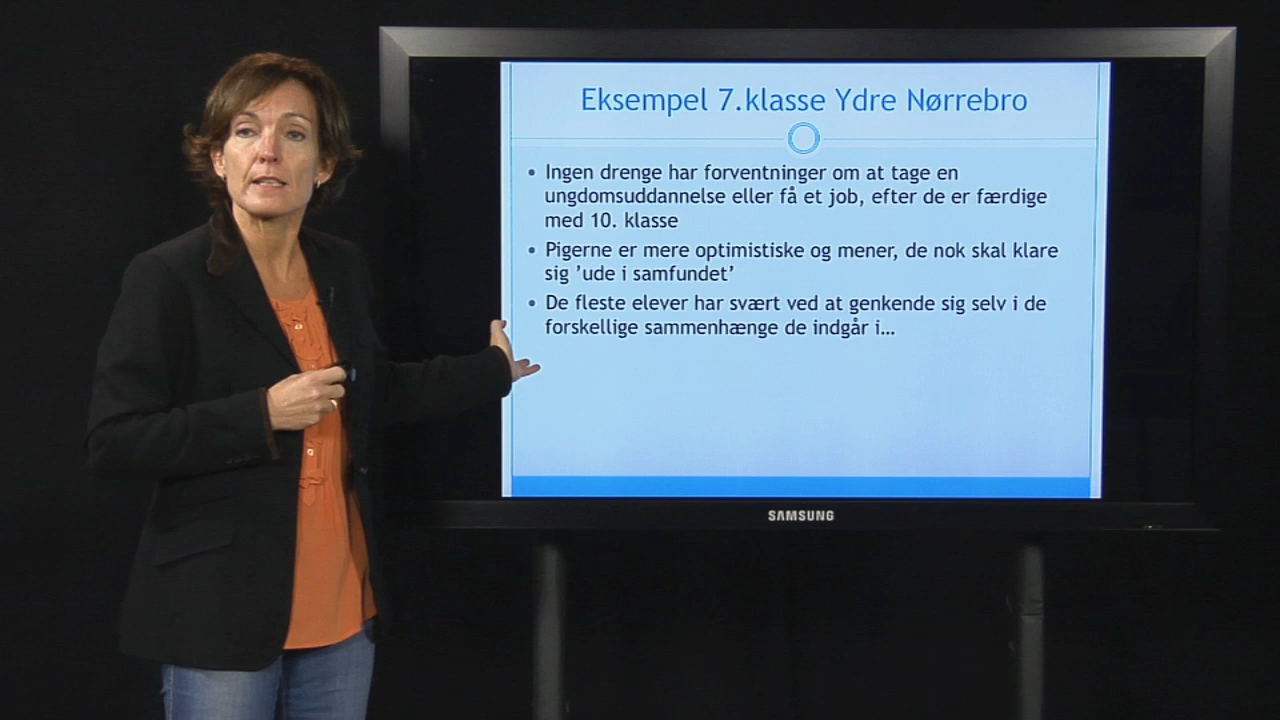 Eksempel 7.klasse Ydre Nørrebro
• Ingen drenge har forventninger om at tage en
ungdomsuddannelse eller få et job, efter de er færdige
med 10. klasse
• Pigerne er mere optimistiske og mener, de nok skal klare
sig ’ude i samfundet’
• De fleste elever har svært ved at genkende sig selv i de
forskellige sammenhænge de indgår i…
SAMSUNG